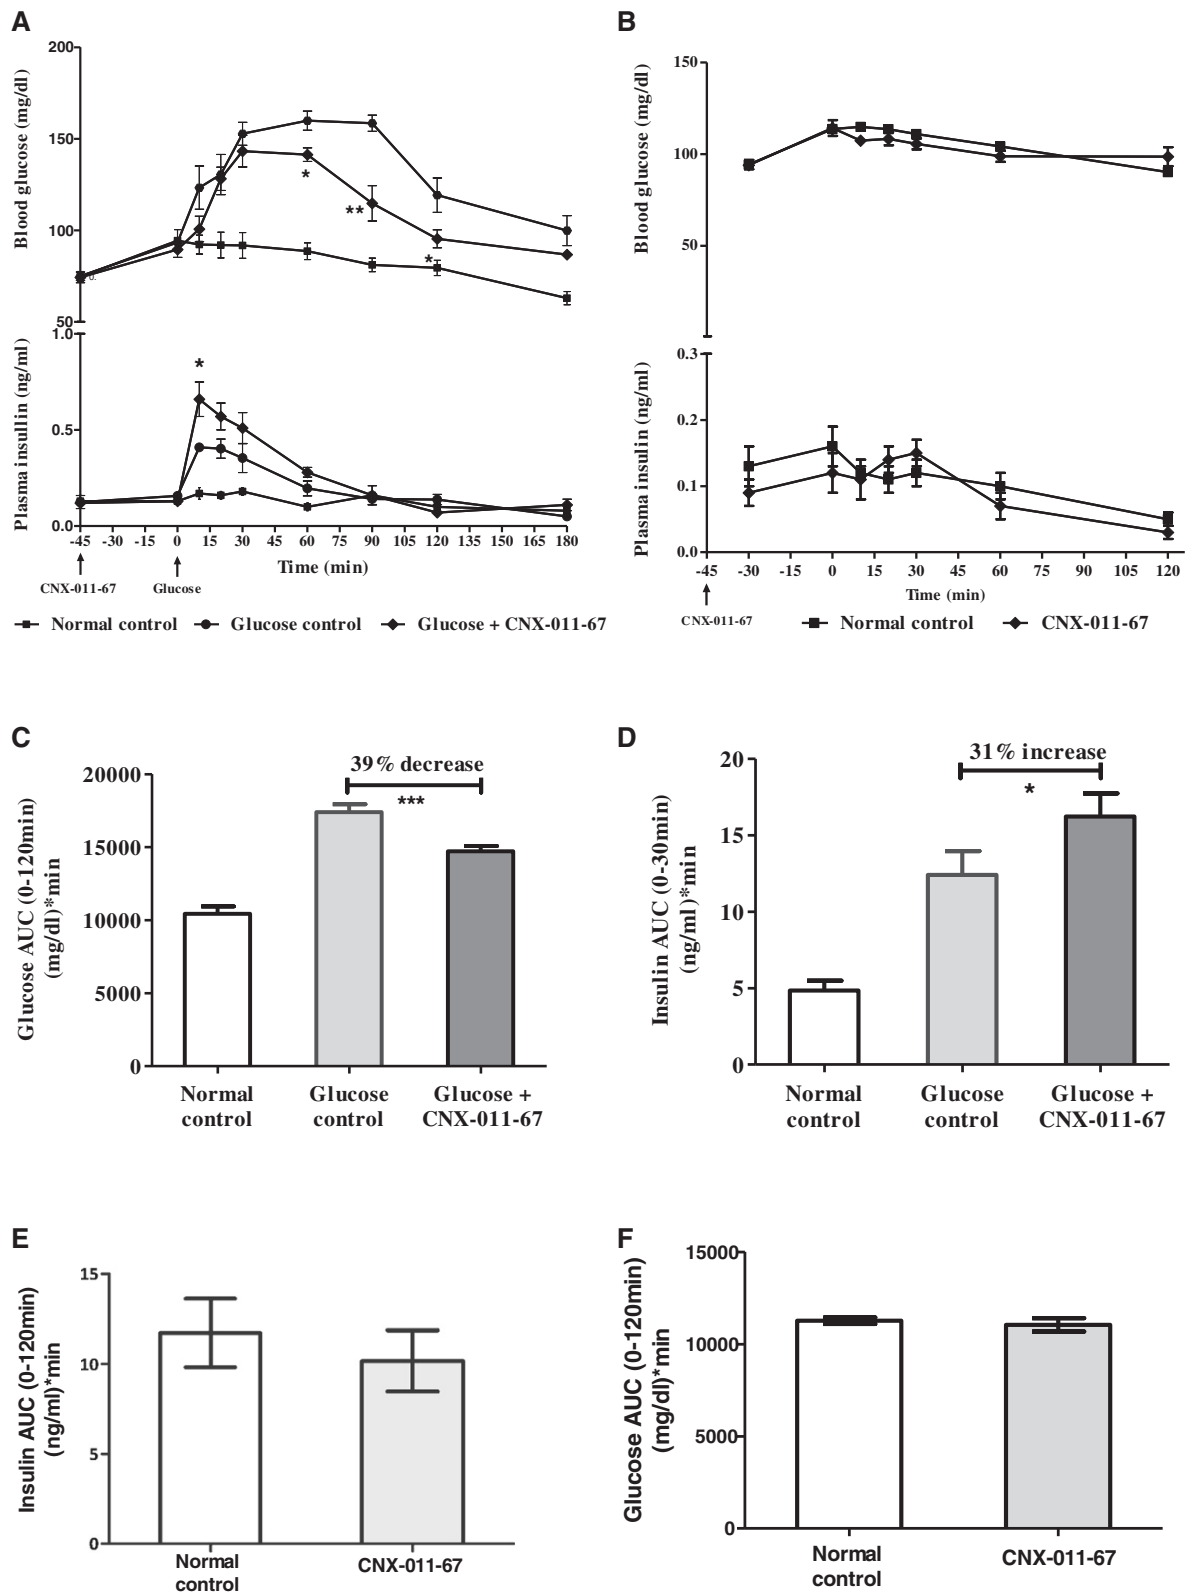 A
200
150
100
50
Blood glucose (mg/dl)
*
**
*
1.0
0.5
0.0
Plasma insullin (ng/ml)
*
-45 -30 -15 0 15 30 45 60 75 90 105 120 135 150 165 180
Time (min)
CNX-011-67
Glucose
Normal control
Glucose control
Glucose + CNX-011-67
B
150
100
50
Blood glucose (mg/dl)
0.3
0.2
0.1
0.0
Plasma insulin (ng/ml)
-45 -30 -15 0 15 30 45 60 75 90 105 120
Time (min)
CNX-011-67
Normal control
CNX-011-67
C
39% decrease
***
20000
15000
10000
5000
0
Glucose AUC (0-120min)
(mg/dl)*min
Normal
control
Glucose
control
Glucose +
CNX-011-67
D
31% increase
*
20
15
10
5
0
Insulin AUC (0-30min)
(ng/ml)*min
Normal
control
Glucose
control
Glucose +
CNX-011-67
E
15
10
5
0
Insulin AUC (0-120min)
(ng/ml)*min
Normal
control
CNX-011-67
F
15000
10000
5000
0
Glucose AUC (0-120min)
(mg/dl)*min
Normal
control
CNX-011-67